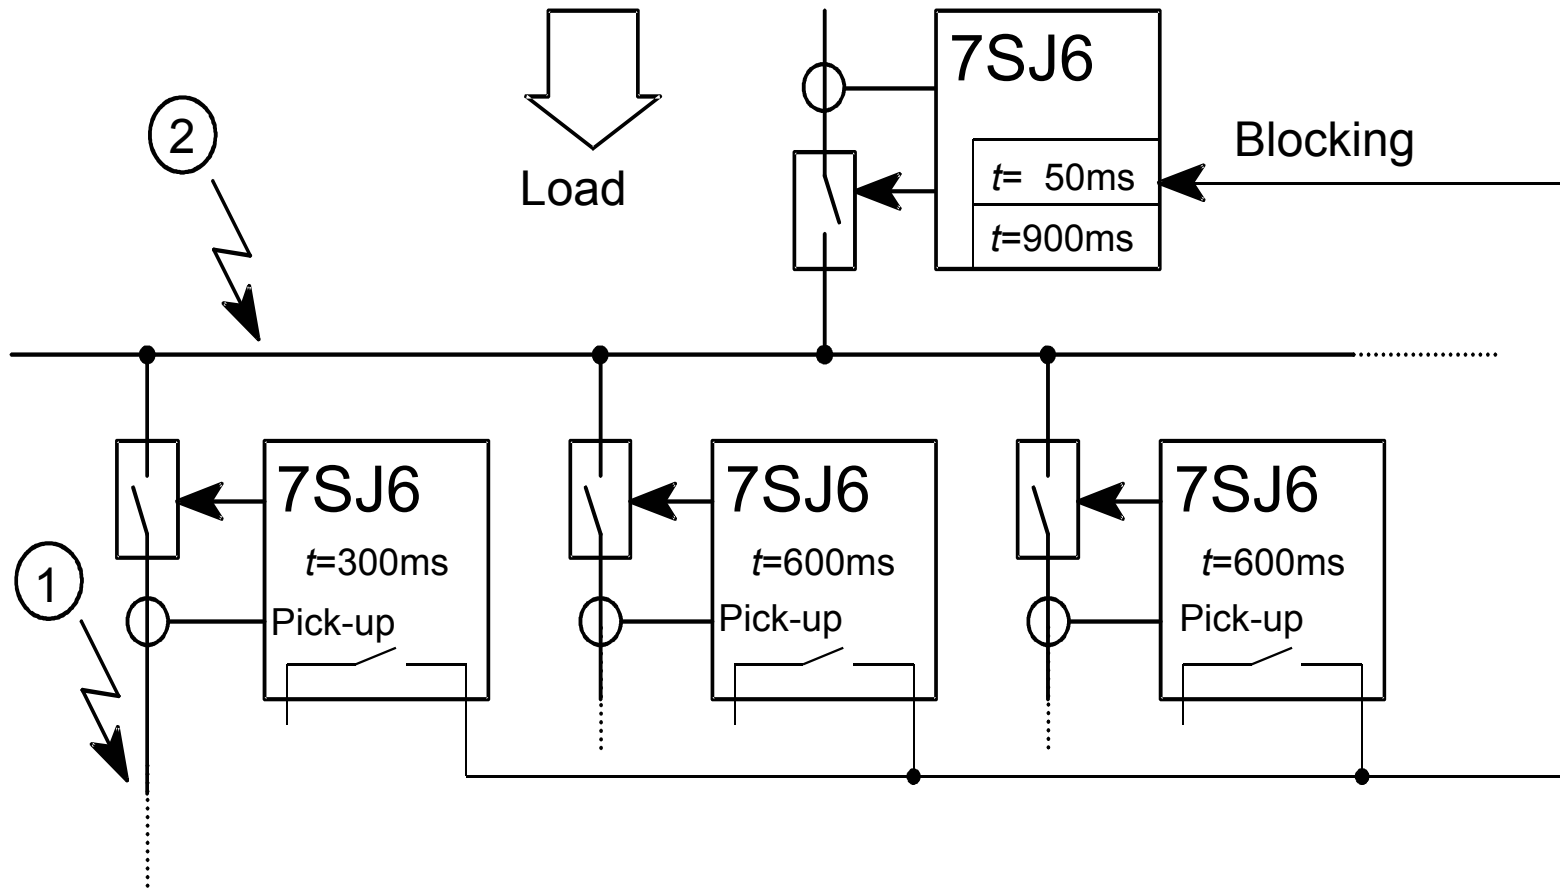 7SJ6
2
Blocking
t= 50ms
Load
t=900ms
7SJ6
7SJ6
7SJ6
t=300ms
t=600ms
t=600ms
1
Pick-up
Pick-up
Pick-up